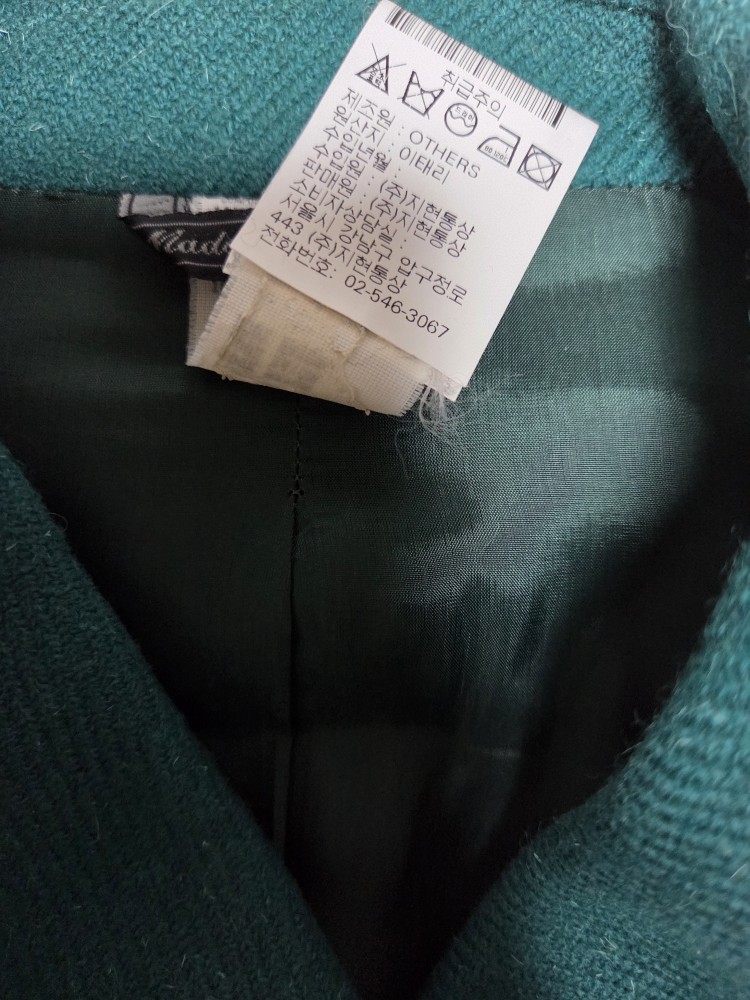 취급주의
제조원 : OTHERS
원산지 : 이태리
수입년월 :
수입원 : (주)지현통상
판매원 : (주)지현통상
소비자상담실 :
서울시 강남구 압구정로
443 (주)지현통상
전화번호: 02-546-3067
Made